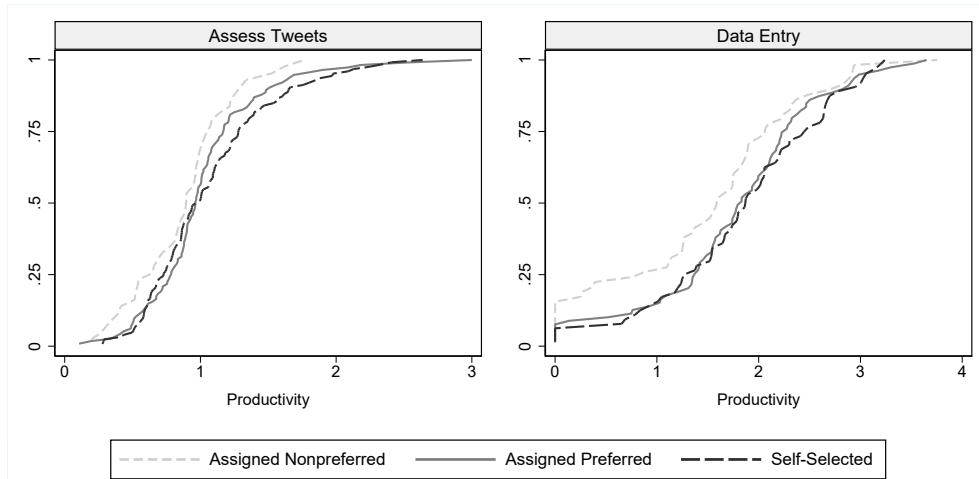 Assess Tweets
1
.75
.5
.25
0
0 1 2 3
Productivity
Data Entry
1
.75
.5
.25
0
0 1 2 3 4
Productivity
Assigned Nonpreferred Assigned Preferred Self-Selected